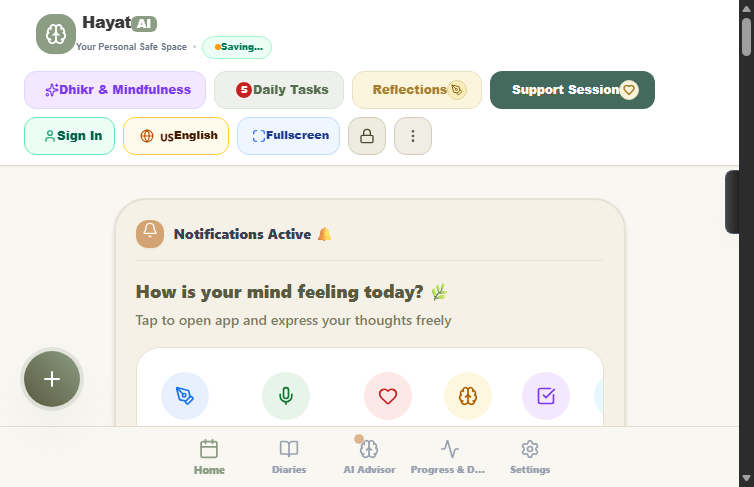 Hayat AI
Your Personal Safe Space • Saving...
Dhikr & Mindfulness
5 Daily Tasks
Reflections
Support Session
Sign In
US English
Fullscreen
Notifications Active 🔔
How is your mind feeling today? 🌿
Tap to open app and express your thoughts freely
Home
Diaries
AI Advisor
Progress & D...
Settings